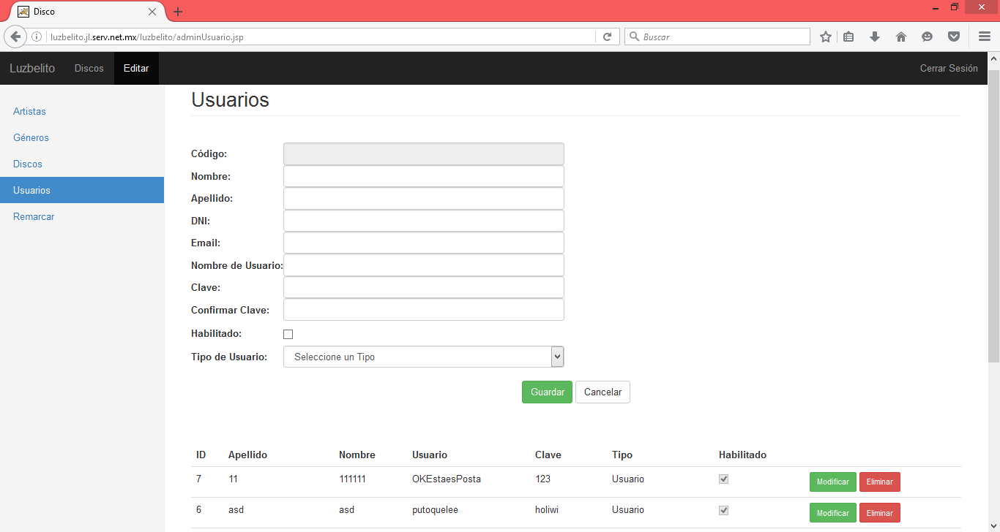 Disco
luzbelito.jl.serv.net.mx/luzbelito/adminUsuario.jsp
Buscar
Luzbelito Discos Editar Cerrar Sesión
Artistas
Géneros
Discos
Usuarios
Remarcar
Usuarios
Código:
Nombre:
Apellido:
DNI:
Email:
Nombre de Usuario:
Clave:
Confirmar Clave:
Habilitado:
Tipo de Usuario: Seleccione un Tipo
Guardar Cancelar
ID Apellido Nombre Usuario Clave Tipo Habilitado
7 11 111111 OKEstaesPosta 123 Usuario Modificar Eliminar
6 asd asd putoquelee holiwi Usuario Modificar Eliminar